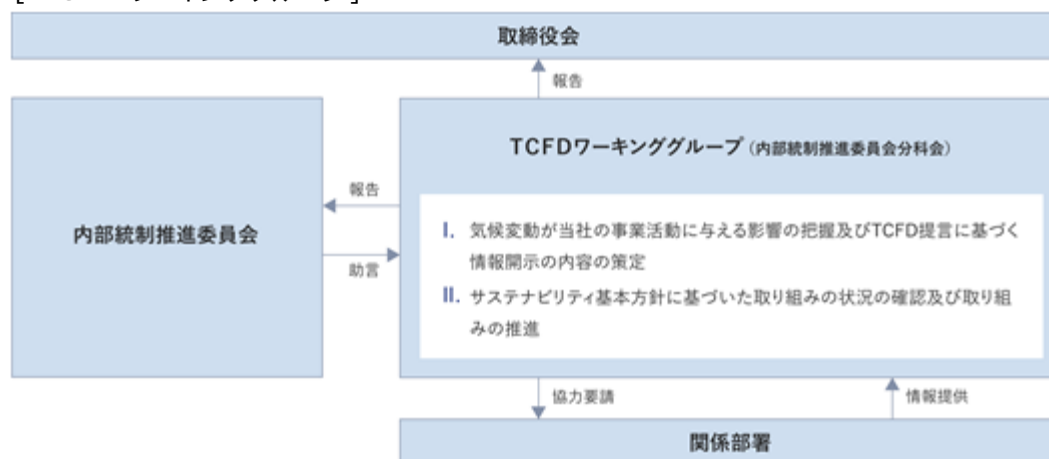 取締役会
報告
TCFDワーキンググループ（内部統制推進委員会分科会）
内部統制推進委員会
報告
助言
I. 気候変動が当社の事業活動に与える影響の把握及びTCFD提言に基づく
情報開示の内容の策定
II. サステナビリティ基本方針に基づいた取り組みの状況の確認及び取り組
みの推進
協力要請
情報提供
関係部署